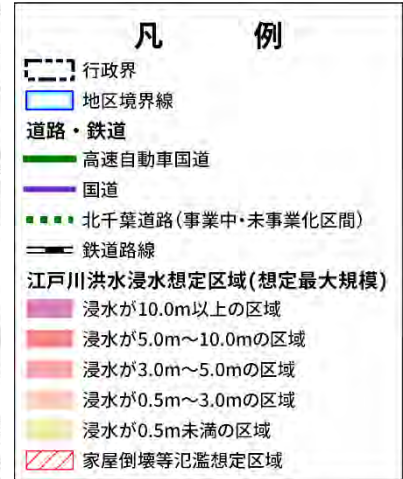 凡 例
行政界
地区境界線
道路・鉄道
高速自動車国道
国道
北千葉道路(事業中・未事業化区間)
鉄道路線
江戸川洪水浸水想定区域(想定最大規模)
浸水が10.0m以上の区域
浸水が5.0m～10.0mの区域
浸水が3.0m～5.0mの区域
浸水が0.5m～3.0mの区域
浸水が0.5m未満の区域
家屋倒壊等氾濫想定区域